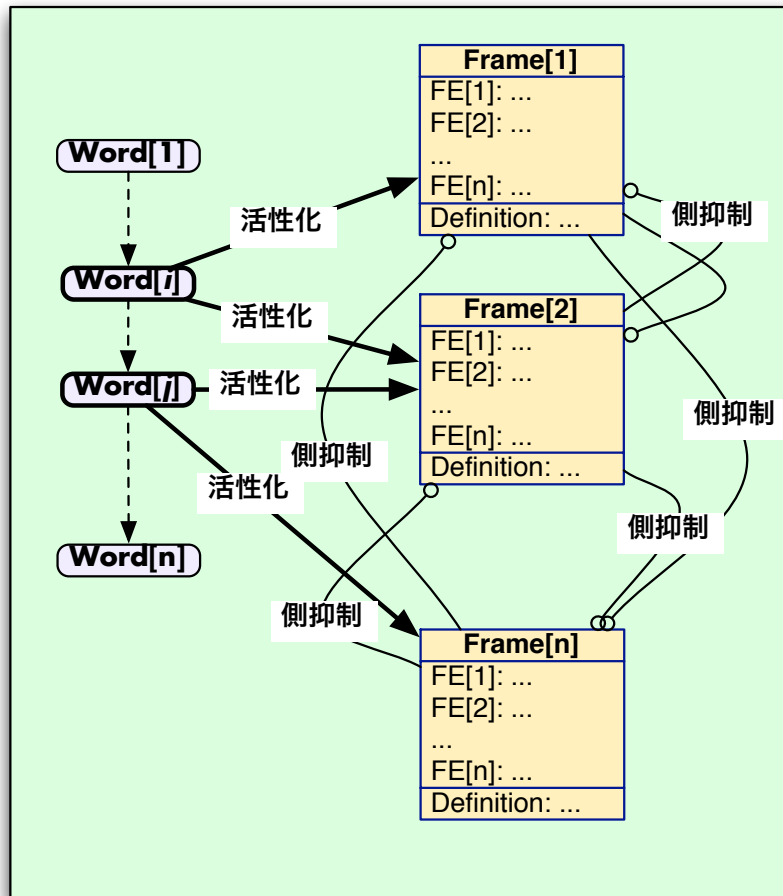 Frame[1]
FE[1]: ...
FE[2]: ...
...
FE[n]: ...
Definition: ...
Word[1]
活性化
側抑制
Word[i]
活性化
Frame[2]
FE[1]: ...
FE[2]: ...
...
FE[n]: ...
Definition: ...
Word[j]
活性化
側抑制
側抑制
活性化
側抑制
Word[n]
側抑制
Frame[n]
FE[1]: ...
FE[2]: ...
...
FE[n]: ...
Definition: ...